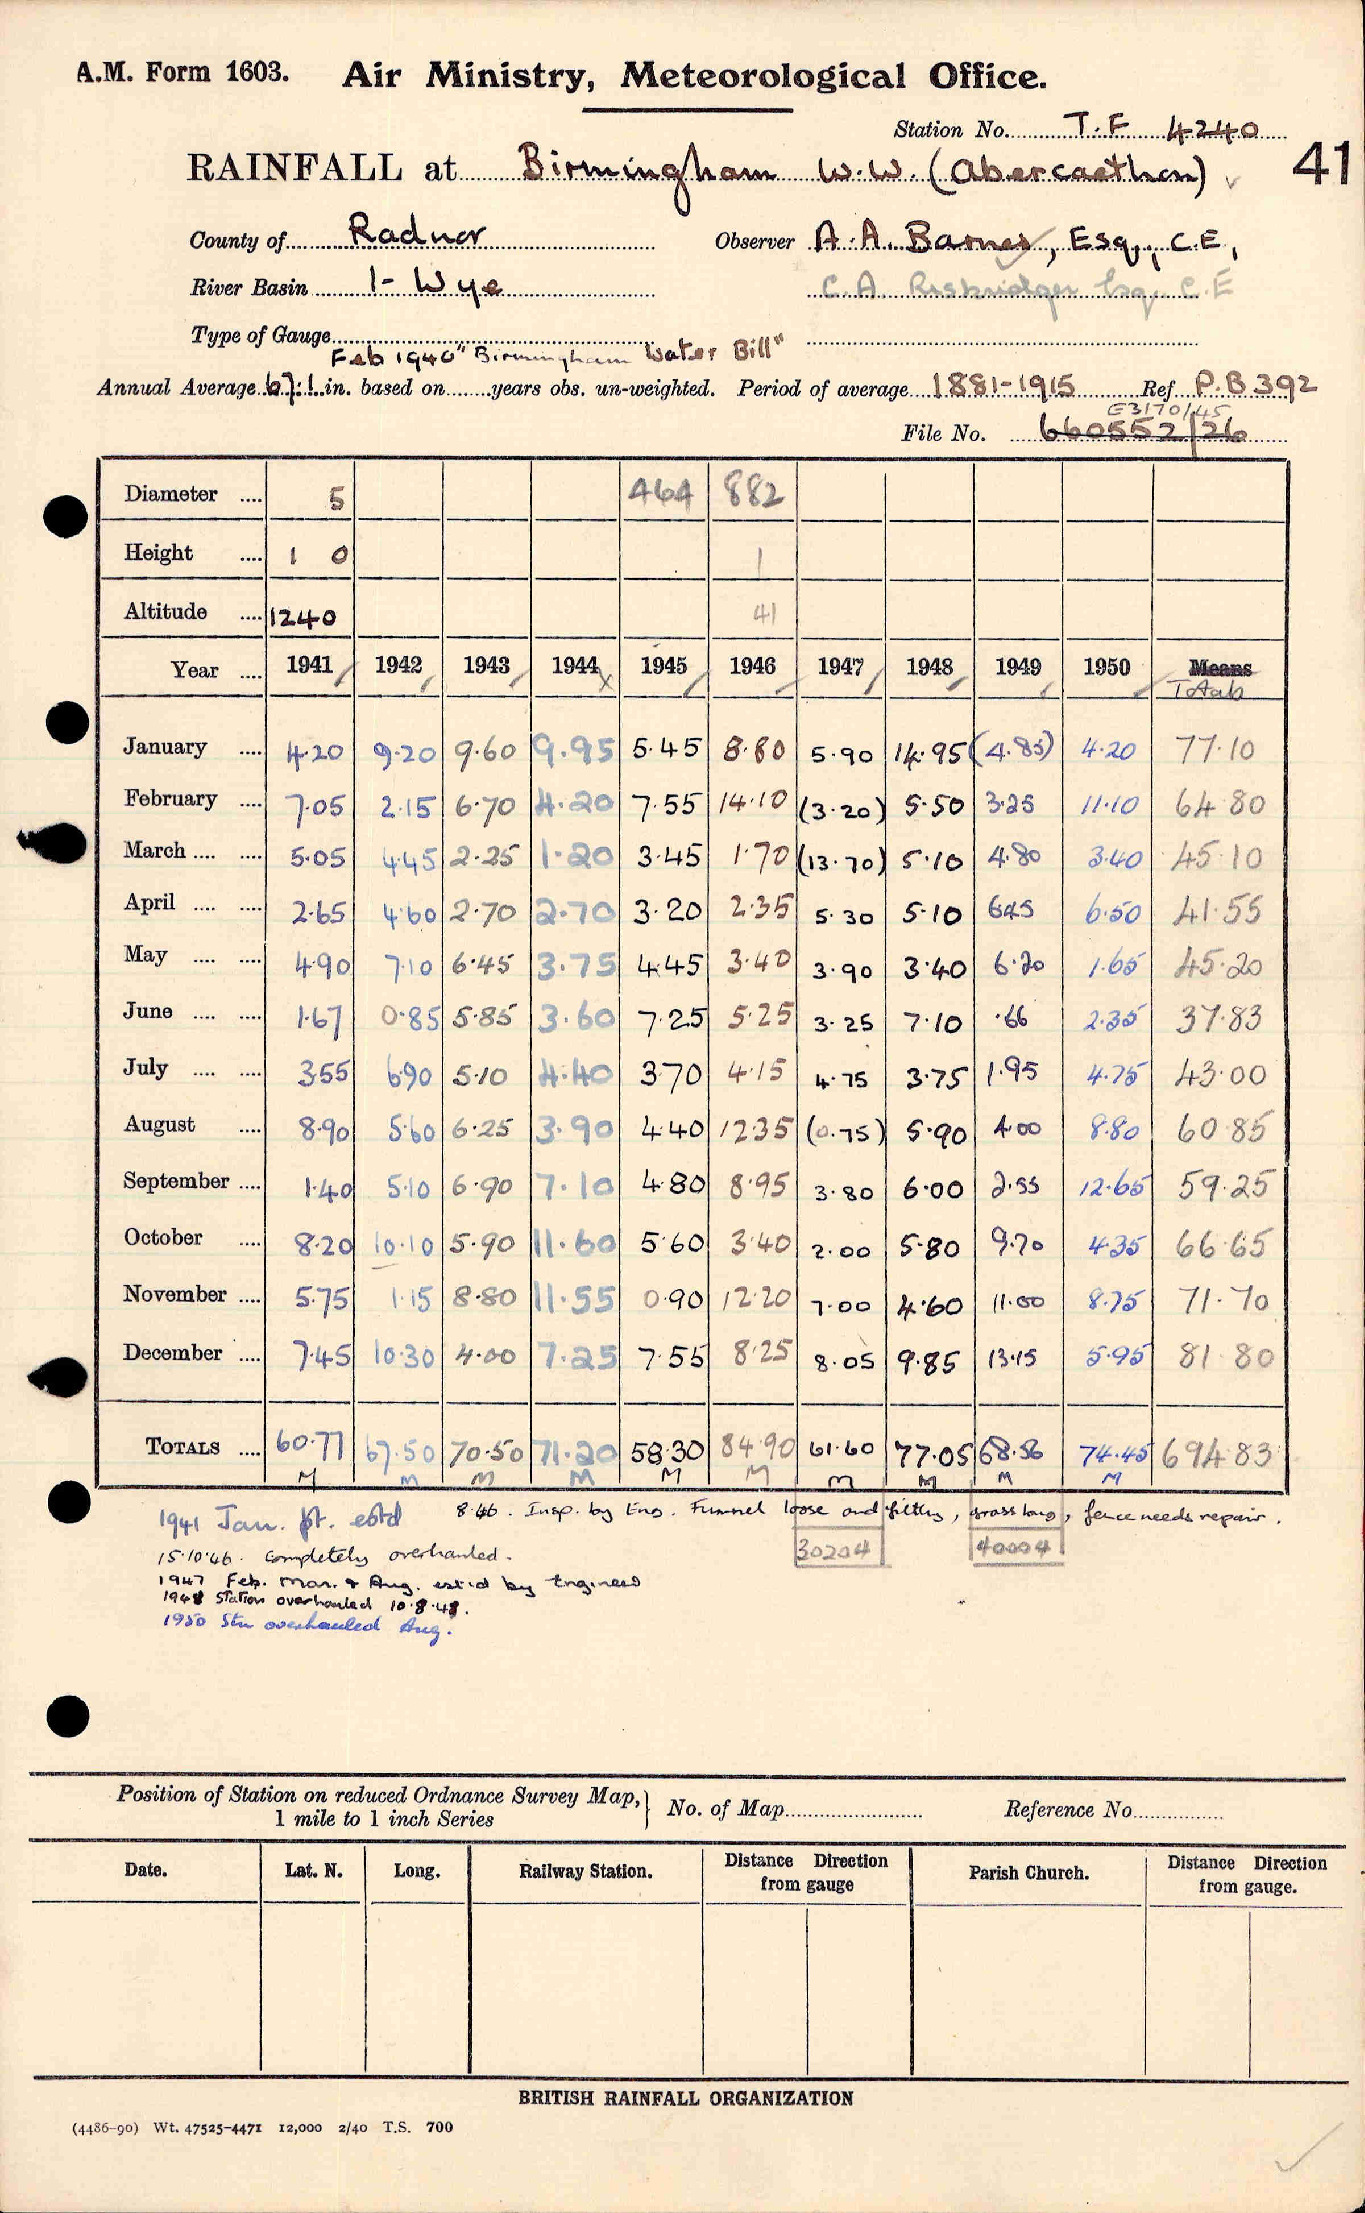 A.M. Form 1603. Air Ministry, Meteorological Office.
Station No. T.F 4240
RAINFALL at Birmingham W.W. (Abercaethon) 41
County of Radnor Observer A. A. Barnes, Esq., C.E,
River Basin 1- Wye C.A. Risbridger Esq. C.E
Type of Gauge
Feb 1940 "Birmingham Water Bill"
Annual Average 67.1 in. based on years obs. un-weighted. Period of average 1881-1915 Ref P.B 392
E3170/45
File No. 660552/26
Diameter 5 464 882
Height 1 0 1
Altitude 1240 41
Year 1941 1942 1943 1944 1945 1946 1947 1948 1949 1950 Means
Totals
January 4.20 9.20 9.60 9.95 5.45 8.80 5.90 14.95 (4.85) 4.20 77.10
February 7.05 2.15 6.70 4.20 7.55 14.10 (3.20) 5.50 3.25 11.10 64.80
March 5.05 4.45 2.25 1.20 3.45 1.70 (13.70) 5.10 4.80 3.40 45.10
April 2.65 4.60 2.70 2.70 3.20 2.35 5.30 5.10 6.45 6.50 41.55
May 4.90 7.10 6.45 3.75 4.45 3.40 3.90 3.40 6.20 1.65 45.20
June 1.67 0.85 5.85 3.60 7.25 5.25 3.25 7.10 .66 2.35 37.83
July 3.55 6.90 5.10 4.40 3.70 4.15 4.75 3.75 1.95 4.75 43.00
August 8.90 5.60 6.25 3.90 4.40 12.35 (0.75) 5.90 4.00 8.80 60.85
September 1.40 5.10 6.90 7.10 4.80 8.95 3.80 6.00 2.55 12.65 59.25
October 8.20 10.10 5.90 11.60 5.60 3.40 2.00 5.80 9.70 4.35 66.65
November 5.75 1.15 8.80 11.55 0.90 12.20 7.00 4.60 11.00 8.75 71.70
December 7.45 10.30 4.00 7.25 7.55 8.25 8.05 9.85 13.15 5.95 81.80
TOTALS 60.77 67.50 70.50 71.20 58.30 84.90 61.60 77.05 68.56 74.45 694.83
M M M M M M M M M M
1941 Jan. pt. estd 8.46. Insp. by Eng. Funnel loose and filthy, grass long, fence needs repair.
30204 40004
15.10.46. Completely overhauled.
1947 Feb. Mar. & Aug. est'd by Engineer
1948 Station overhauled 10.8.48.
1950 Stn overhauled Aug.
Position of Station on reduced Ordnance Survey Map, 1 mile to 1 inch Series No. of Map Reference No
Date. Lat. N. Long. Railway Station. Distance Direction from gauge Parish Church. Distance Direction from gauge.
BRITISH RAINFALL ORGANIZATION
(4486-90) Wt. 47525-4471 12,000 2/40 T.S. 700